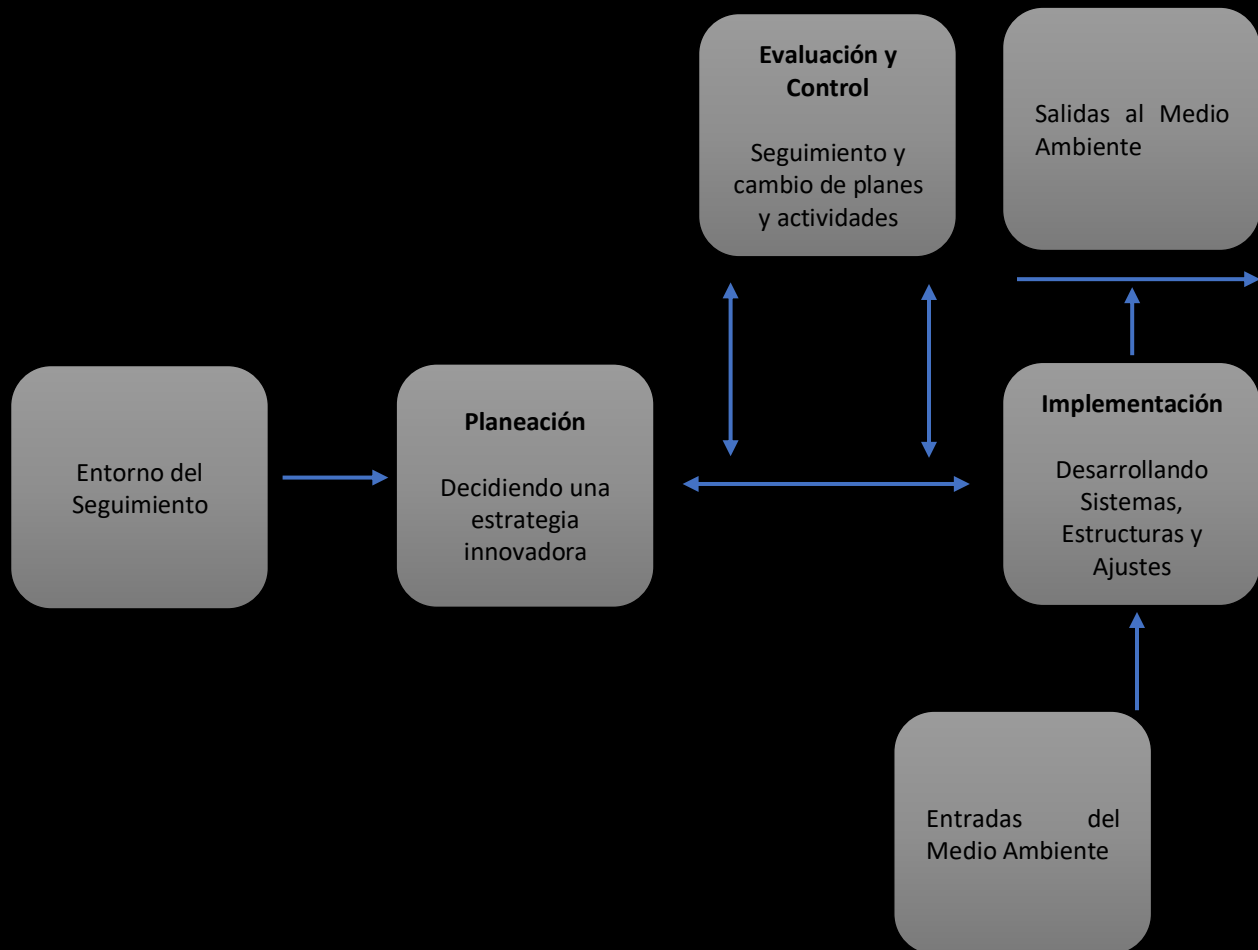 Evaluación y
Control
Seguimiento y
cambio de planes
y actividades
Salidas al Medio
Ambiente
Entorno del
Seguimiento
Planeación
Decidiendo una
estrategia
innovadora
Implementación
Desarrollando
Sistemas,
Estructuras y
Ajustes
Entradas del
Medio Ambiente